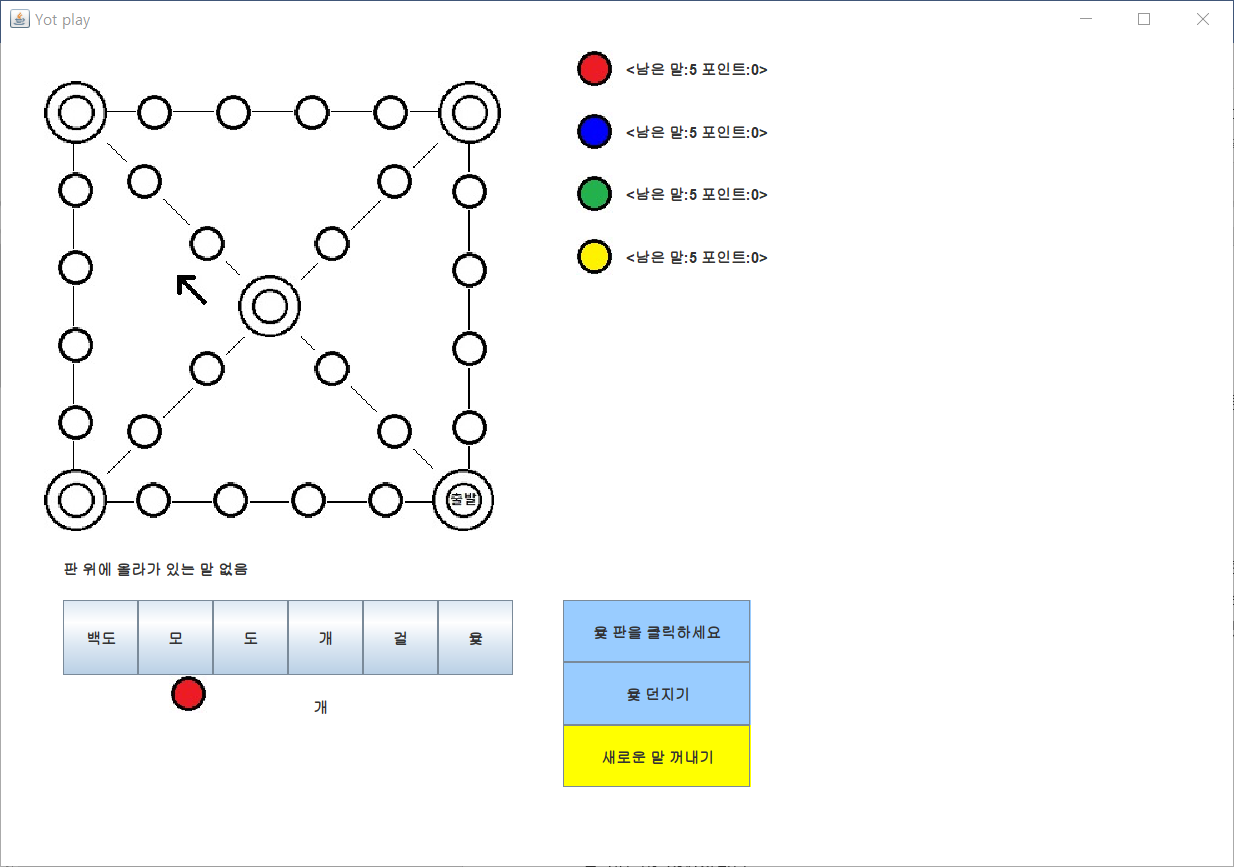 Yot play
<남은 말:5 포인트:0>
<남은 말:5 포인트:0>
<남은 말:5 포인트:0>
<남은 말:5 포인트:0>
출발
판 위에 올라가 있는 말 없음
백도 모 도 개 걸 윷
개
윷 판을 클릭하세요
윷 던지기
새로운 말 꺼내기